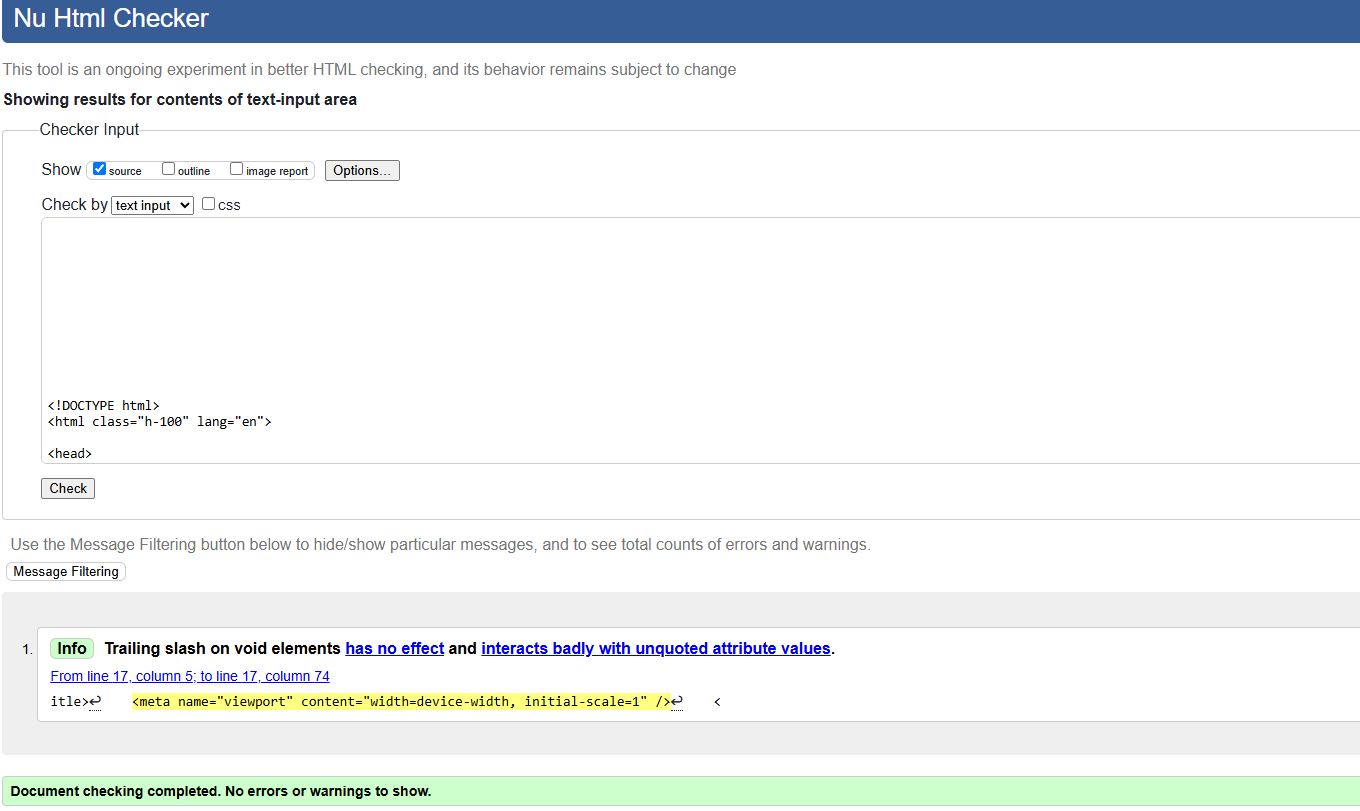 Nu Html Checker
This tool is an ongoing experiment in better HTML checking, and its behavior remains subject to change
Showing results for contents of text-input area
Checker Input
Show source outline image report Options...
Check by text input css
<!DOCTYPE html>
<html class="h-100" lang="en">
<head>
Check
Use the Message Filtering button below to hide/show particular messages, and to see total counts of errors and warnings.
Message Filtering
1. Info Trailing slash on void elements has no effect and interacts badly with unquoted attribute values.
From line 17, column 5; to line 17, column 74
itle>↩ <meta name="viewport" content="width=device-width, initial-scale=1" />↩ <
Document checking completed. No errors or warnings to show.